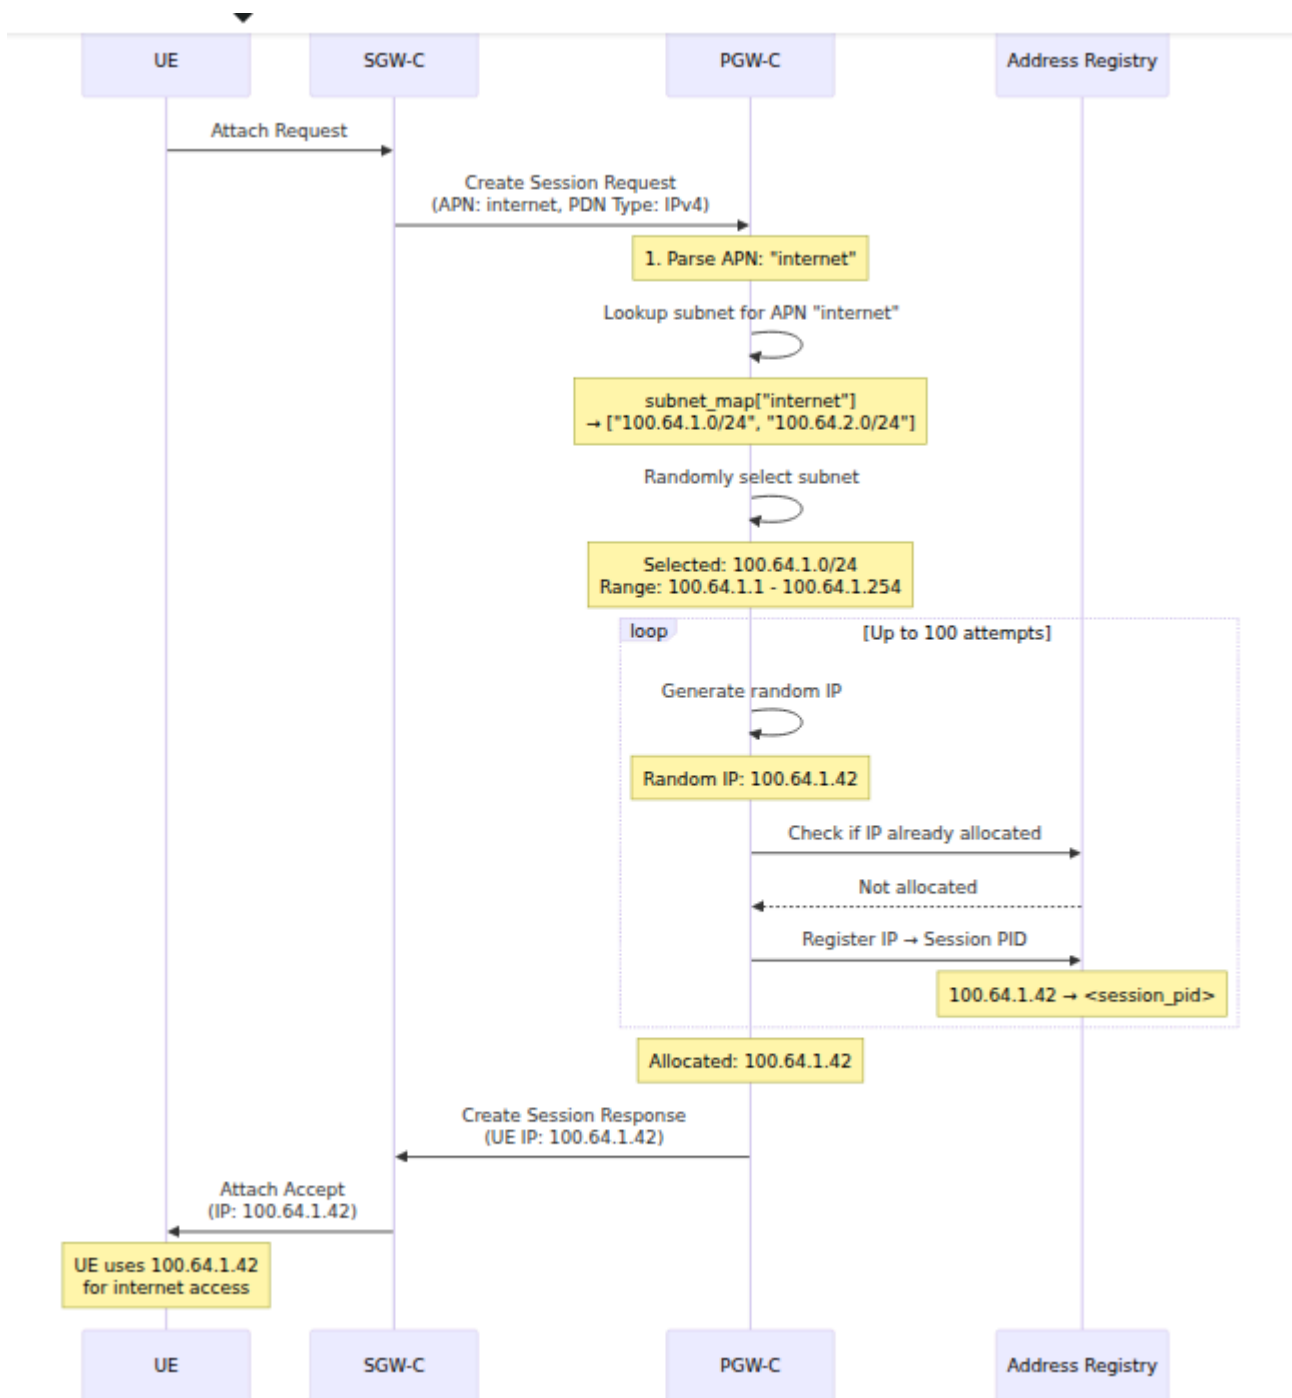 UE
SGW-C
PGW-C
Address Registry
Attach Request
Create Session Request
(APN: internet, PDN Type: IPv4)
1. Parse APN: "internet"
Lookup subnet for APN "internet"
subnet_map["internet"]
→ ["100.64.1.0/24", "100.64.2.0/24"]
Randomly select subnet
Selected: 100.64.1.0/24
Range: 100.64.1.1 - 100.64.1.254
loop
[Up to 100 attempts]
Generate random IP
Random IP: 100.64.1.42
Check if IP already allocated
Not allocated
Register IP → Session PID
100.64.1.42 → <session_pid>
Allocated: 100.64.1.42
Create Session Response
(UE IP: 100.64.1.42)
Attach Accept
(IP: 100.64.1.42)
UE uses 100.64.1.42
for internet access
UE
SGW-C
PGW-C
Address Registry